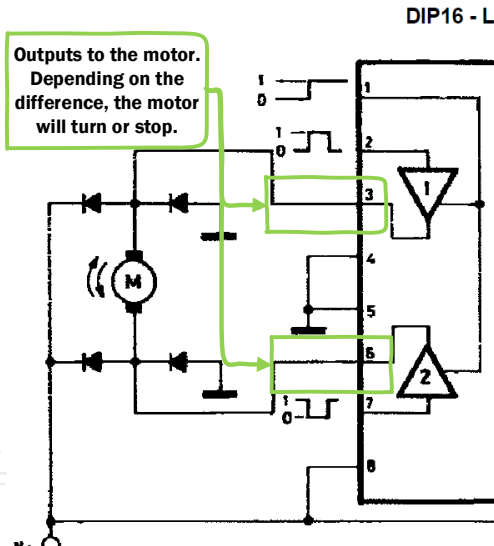 DIP16 - L
Outputs to the motor.
Depending on the
difference, the motor
will turn or stop.
1
0
1
1
0
2
3
1
4
M
5
6
2
1
0
7
8